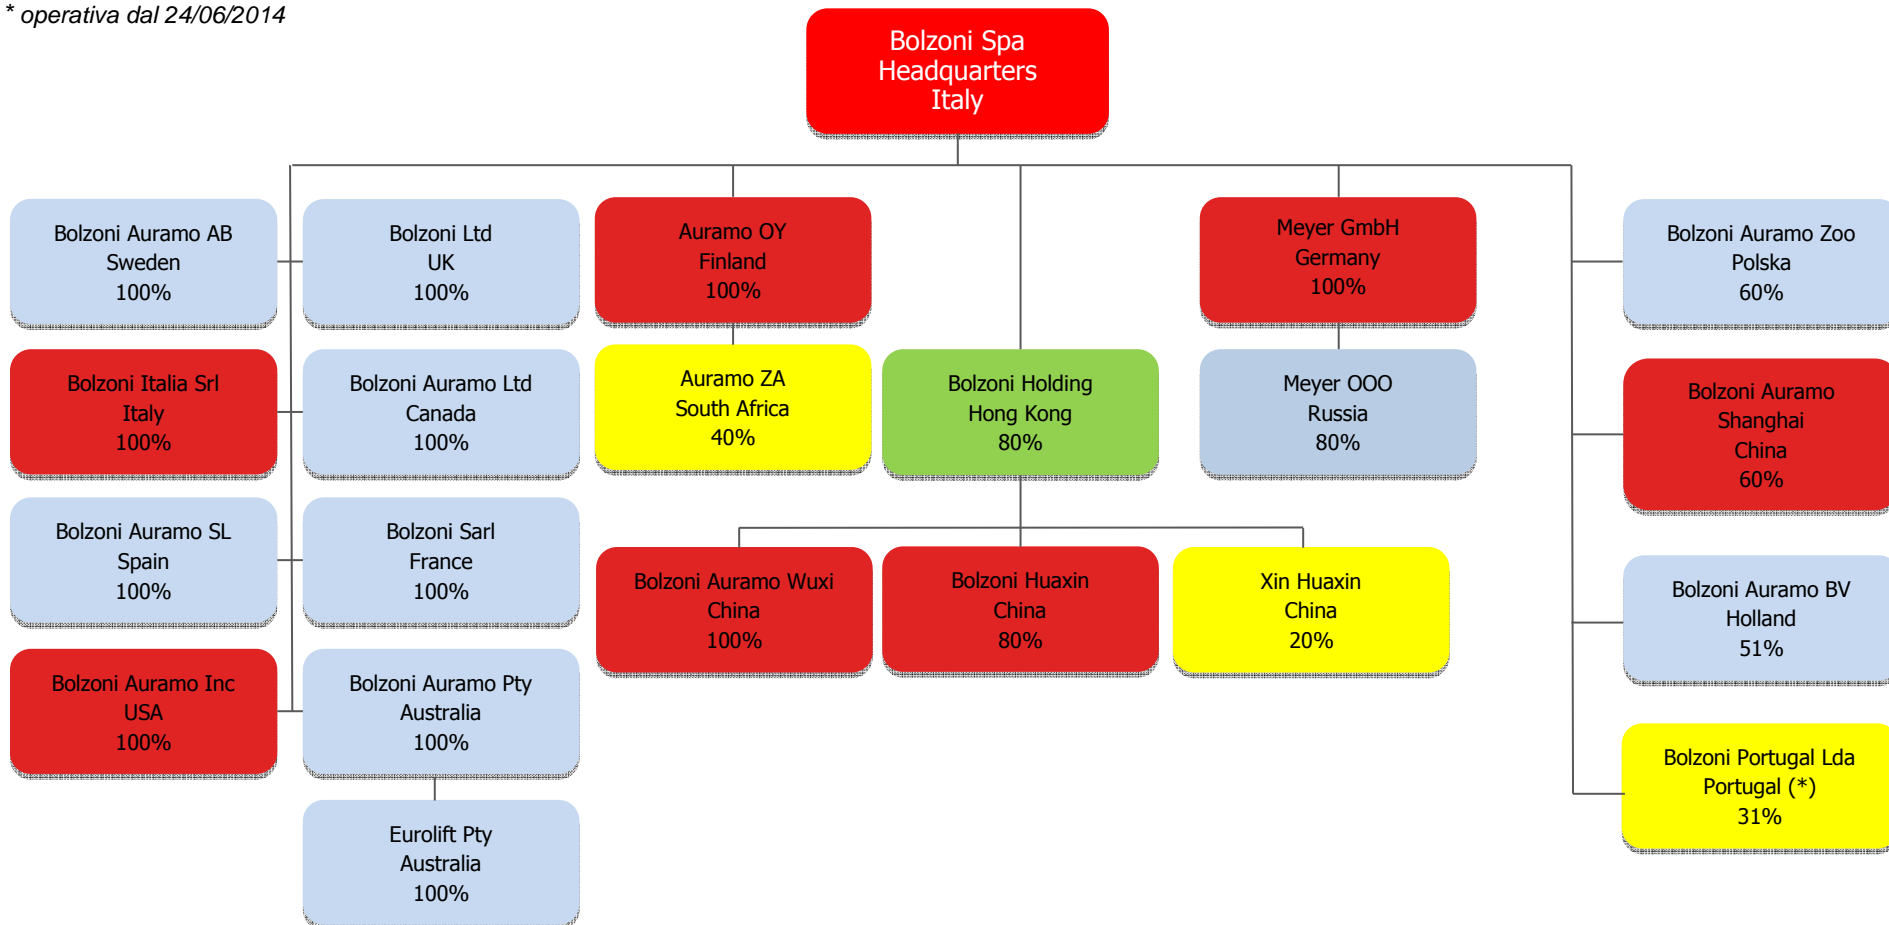 * operativa dal 24/06/2014
Bolzoni Spa
Headquarters
Italy
Bolzoni Auramo AB
Sweden
100%
Bolzoni Ltd
UK
100%
Auramo OY
Finland
100%
Meyer GmbH
Germany
100%
Bolzoni Auramo Zoo
Polska
60%
Bolzoni Italia Srl
Italy
100%
Bolzoni Auramo Ltd
Canada
100%
Auramo ZA
South Africa
40%
Bolzoni Holding
Hong Kong
80%
Meyer OOO
Russia
80%
Bolzoni Auramo
Shanghai
China
60%
Bolzoni Auramo SL
Spain
100%
Bolzoni Sarl
France
100%
Bolzoni Auramo Wuxi
China
100%
Bolzoni Huaxin
China
80%
Xin Huaxin
China
20%
Bolzoni Auramo BV
Holland
51%
Bolzoni Auramo Inc
USA
100%
Bolzoni Auramo Pty
Australia
100%
Bolzoni Portugal Lda
Portugal (*)
31%
Eurolift Pty
Australia
100%